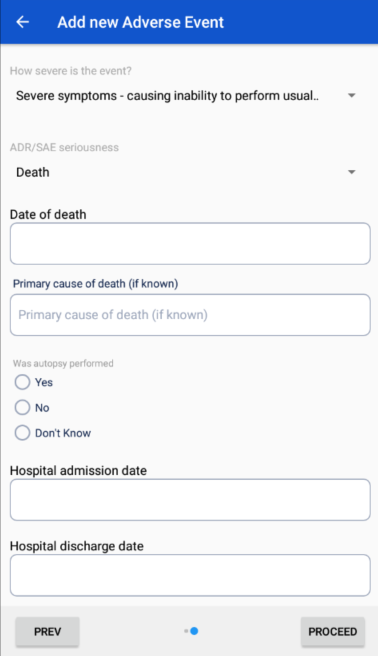 Add new Adverse Event
How severe is the event?
Severe symptoms - causing inability to perform usual..
ADR/SAE seriousness
Death
Date of death
Primary cause of death (if known)
Primary cause of death (if known)
Was autopsy performed
Yes
No
Don't Know
Hospital admission date
Hospital discharge date
PREV
PROCEED